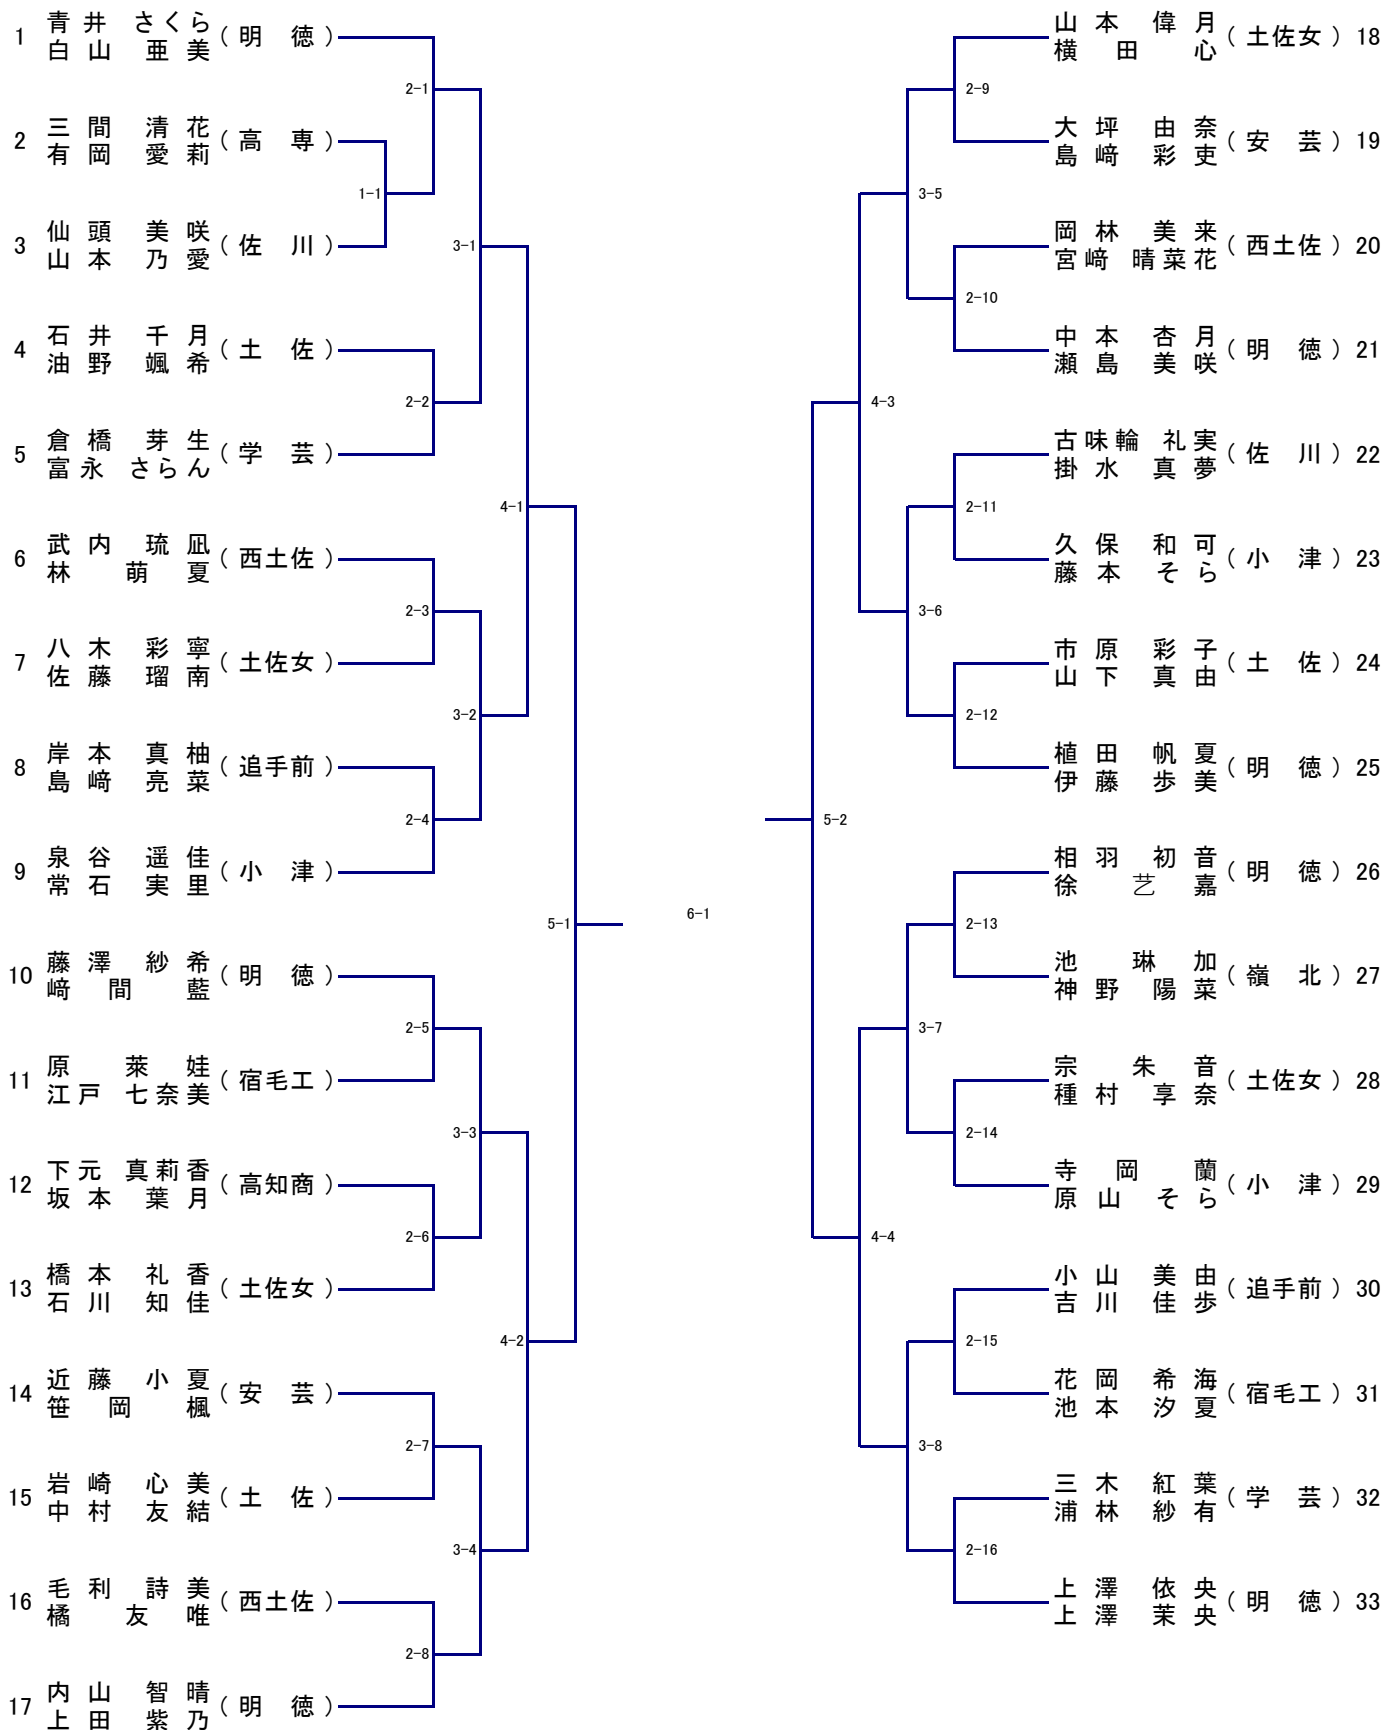 1 青井 さくら (明徳)
白山 亜美
2-1
2 三間 清花 (高専)
有岡 愛莉
1-1
3 仙頭 美咲 (佐川)
山本 乃愛
3-1
4 石井 千月 (土佐)
油野 颯希
2-2
5 倉橋 芽生 (学芸)
富永 さらん
4-1
6 武内 琉凪 (西土佐)
林 萌夏
2-3
7 八木 彩寧 (土佐女)
佐藤 瑠南
3-2
8 岸本 真柚 (追手前)
島﨑 亮菜
2-4
9 泉谷 遥佳 (小津)
常石 実里
5-1
10 藤澤 紗希 (明徳)
﨑間 藍
2-5
11 原 萊娃 (宿毛工)
江戸 七奈美
3-3
12 下元 真莉香 (高知商)
坂本 葉月
2-6
13 橋本 礼香 (土佐女)
石川 知佳
4-2
14 近藤 小夏 (安芸)
笹岡 楓
2-7
15 岩崎 心美 (土佐)
中村 友結
3-4
16 毛利 詩美 (西土佐)
橘 友唯
2-8
17 内山 智晴 (明徳)
上田 紫乃
6-1
山本 偉月 (土佐女) 18
横田 心
2-9
大坪 由奈 (安芸) 19
島﨑 彩吏
3-5
岡林 美来 (西土佐) 20
宮﨑 晴菜花
2-10
中本 杏月 (明徳) 21
瀬島 美咲
4-3
古味輪 礼実 (佐川) 22
掛水 真夢
2-11
久保 和可 (小津) 23
藤本 そら
3-6
市原 彩子 (土佐) 24
山下 真由
2-12
植田 帆夏 (明徳) 25
伊藤 歩美
5-2
相羽 初音 (明徳) 26
徐 艺嘉
2-13
池 琳加 (嶺北) 27
神野 陽菜
3-7
宗 朱音 (土佐女) 28
種村 享奈
2-14
寺岡 蘭 (小津) 29
原山 そら
4-4
小山 美由 (追手前) 30
吉川 佳歩
2-15
花岡 希海 (宿毛工) 31
池本 汐夏
3-8
三木 紅葉 (学芸) 32
浦林 紗有
2-16
上澤 依央 (明徳) 33
上澤 茉央